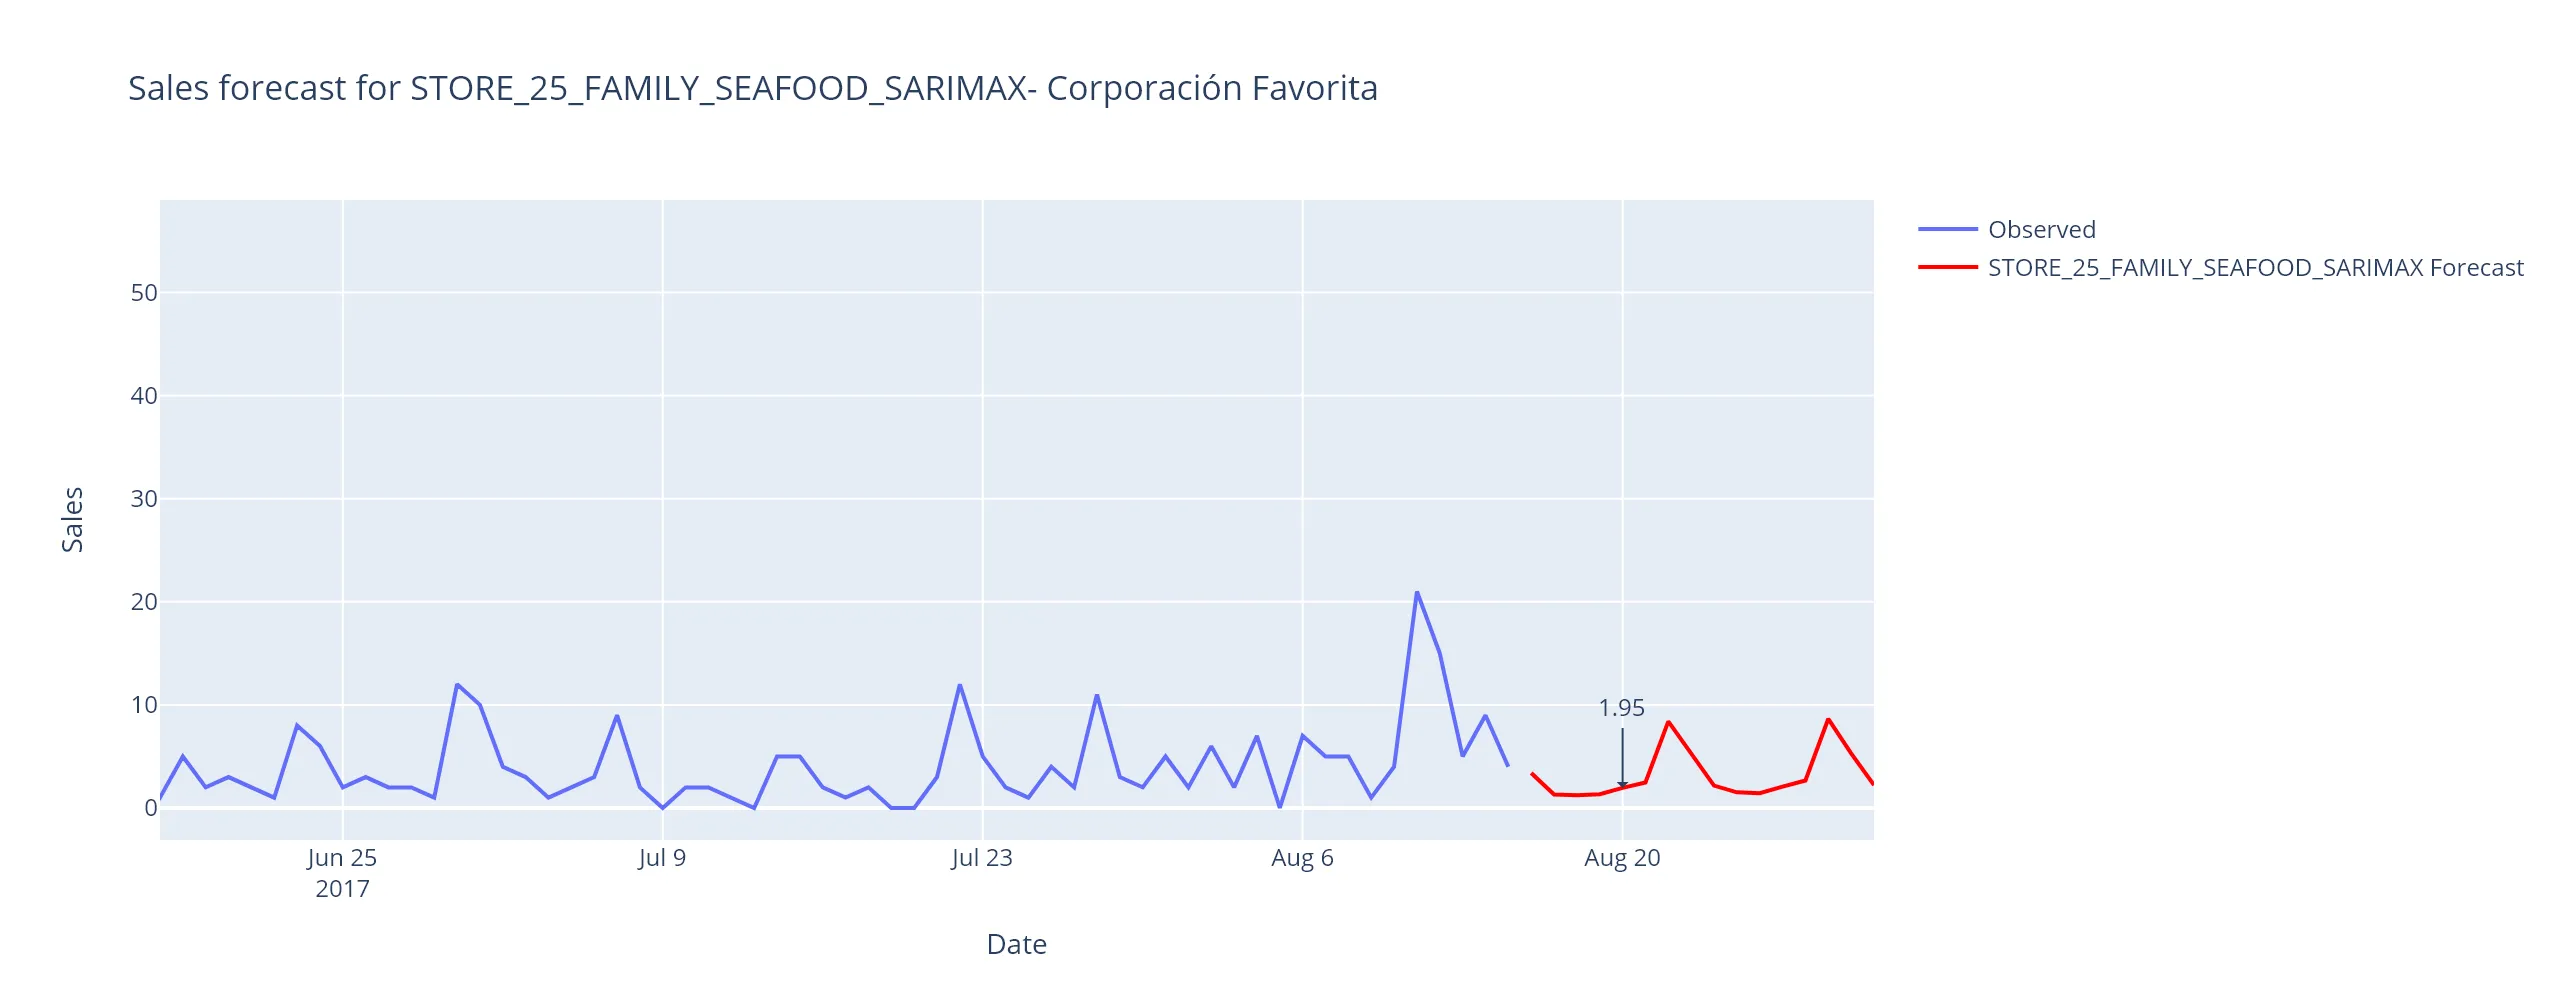 Sales forecast for STORE_25_FAMILY_SEAFOOD_SARIMAX- Corporación Favorita
Observed
STORE_25_FAMILY_SEAFOOD_SARIMAX Forecast
50
40
30
20
10
0
Sales
1.95
Jun 25
2017
Jul 9
Jul 23
Aug 6
Aug 20
Date